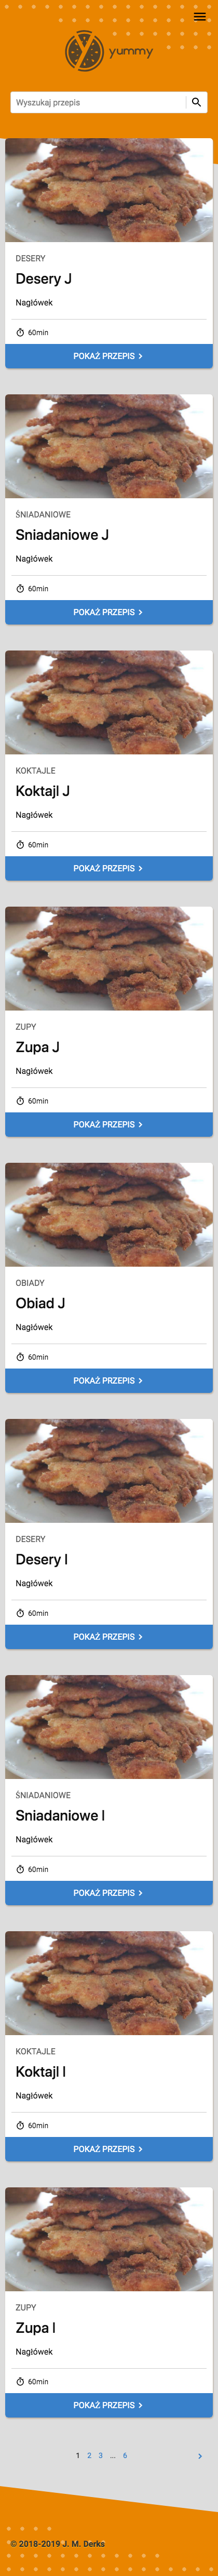 yummy
Wyszukaj przepis
DESERY
Desery J
Nagłówek
60min
POKAŻ PRZEPIS
ŚNIADANIOWE
Sniadaniowe J
Nagłówek
60min
POKAŻ PRZEPIS
KOKTAJLE
Koktajl J
Nagłówek
60min
POKAŻ PRZEPIS
ZUPY
Zupa J
Nagłówek
60min
POKAŻ PRZEPIS
OBIADY
Obiad J
Nagłówek
60min
POKAŻ PRZEPIS
DESERY
Desery I
Nagłówek
60min
POKAŻ PRZEPIS
ŚNIADANIOWE
Sniadaniowe I
Nagłówek
60min
POKAŻ PRZEPIS
KOKTAJLE
Koktajl I
Nagłówek
60min
POKAŻ PRZEPIS
ZUPY
Zupa I
Nagłówek
60min
POKAŻ PRZEPIS
1 2 3 ... 6
© 2018-2019 J. M. Derks